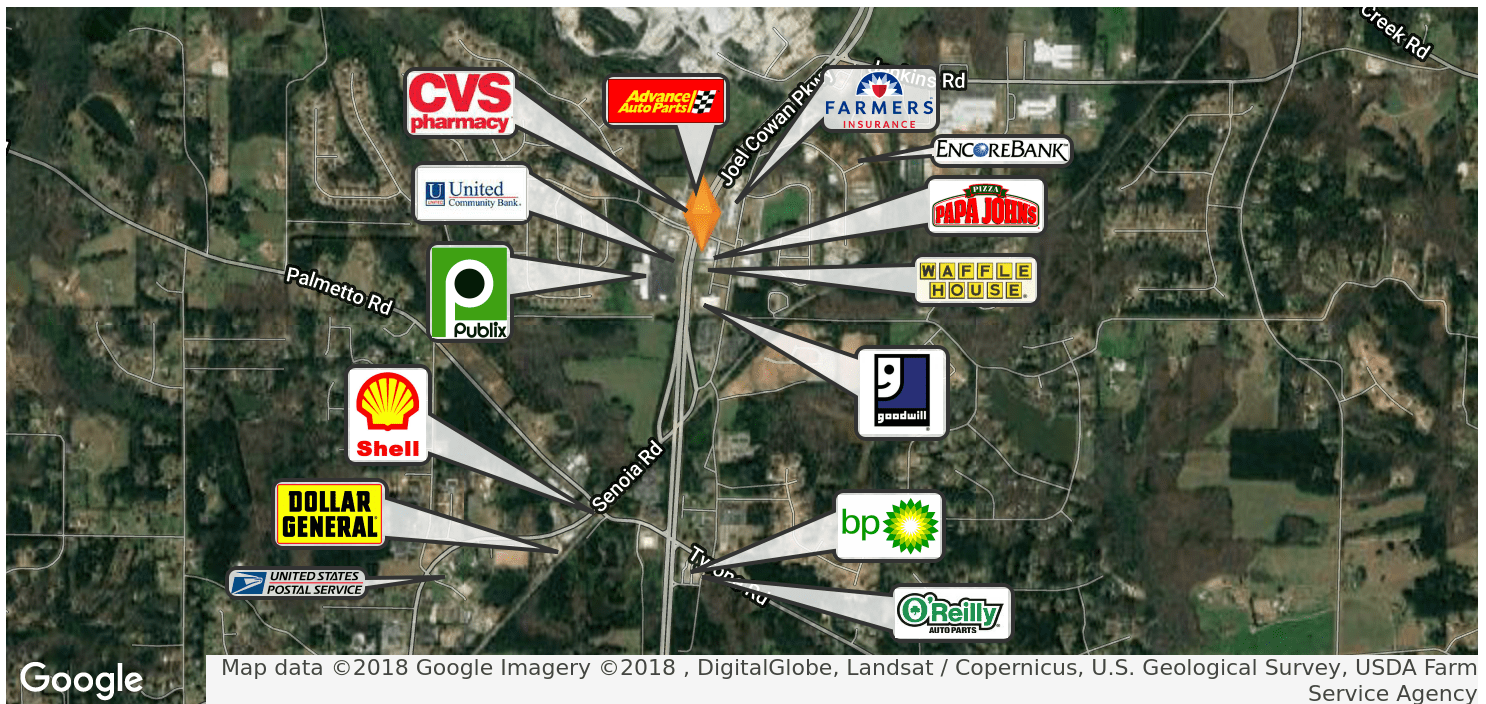 Creek Rd
CVS
pharmacy
Advance
Auto Parts
Joel Cowan Pkwy
Rd
FARMERS
INSURANCE
ENCOREBANK
United
Community Bank
PIZZA
PAPA JOHNS
Palmetto Rd
Publix
WAFFLE
HOUSE
goodwill
Shell
Senoia Rd
DOLLAR
GENERAL
bp
UNITED STATES
POSTAL SERVICE
O'Reilly
AUTO PARTS
Google
Map data ©2018 Google Imagery ©2018 , DigitalGlobe, Landsat / Copernicus, U.S. Geological Survey, USDA Farm
Service Agency